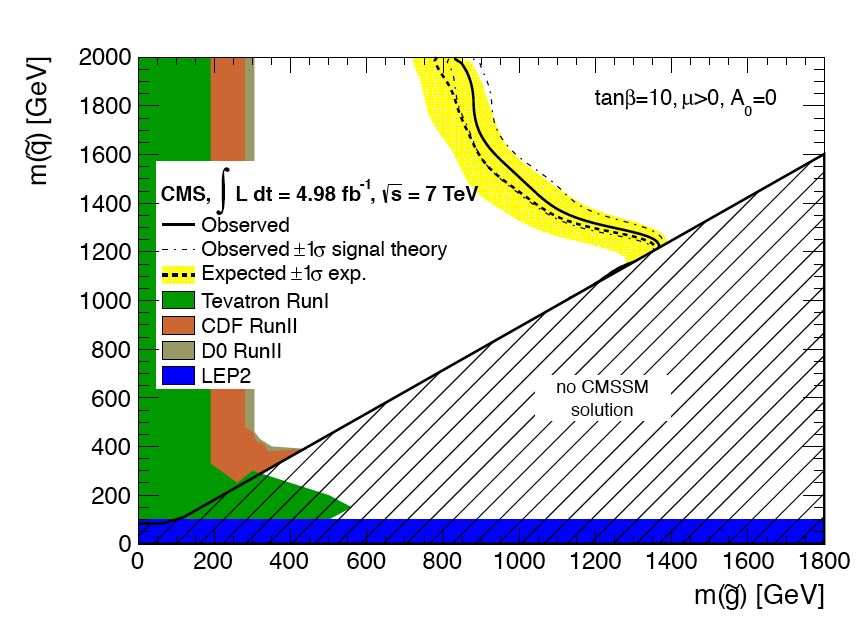 m(q̃) [GeV]
2000
1800
1600
1400
1200
1000
800
600
400
200
0
tanβ=10, μ>0, A₀=0
CMS, ∫ L dt = 4.98 fb⁻¹, √s = 7 TeV
Observed
Observed ±1σ signal theory
Expected ±1σ exp.
Tevatron RunI
CDF RunII
D0 RunII
LEP2
no CMSSM
solution
0 200 400 600 800 1000 1200 1400 1600 1800
m(g̃) [GeV]